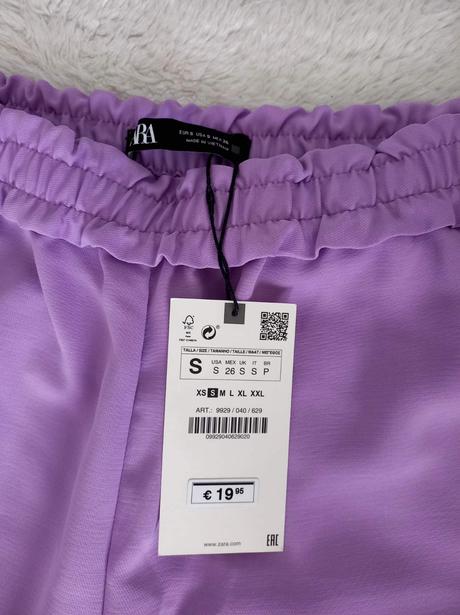 ZARA
EUR S USA S MEX 26
MADE IN VIETNAM
FSC
TALLA / SIZE / TAMANHO / TAILLE / MAAT / ΜΕΓΕΘΟΣ
S
USA MEX UK IT BR
S 26 S S P
XS S M L XL XXL
ART.: 9929 / 040 / 629
09929040629020
€ 19 95
www.zara.com
EAC